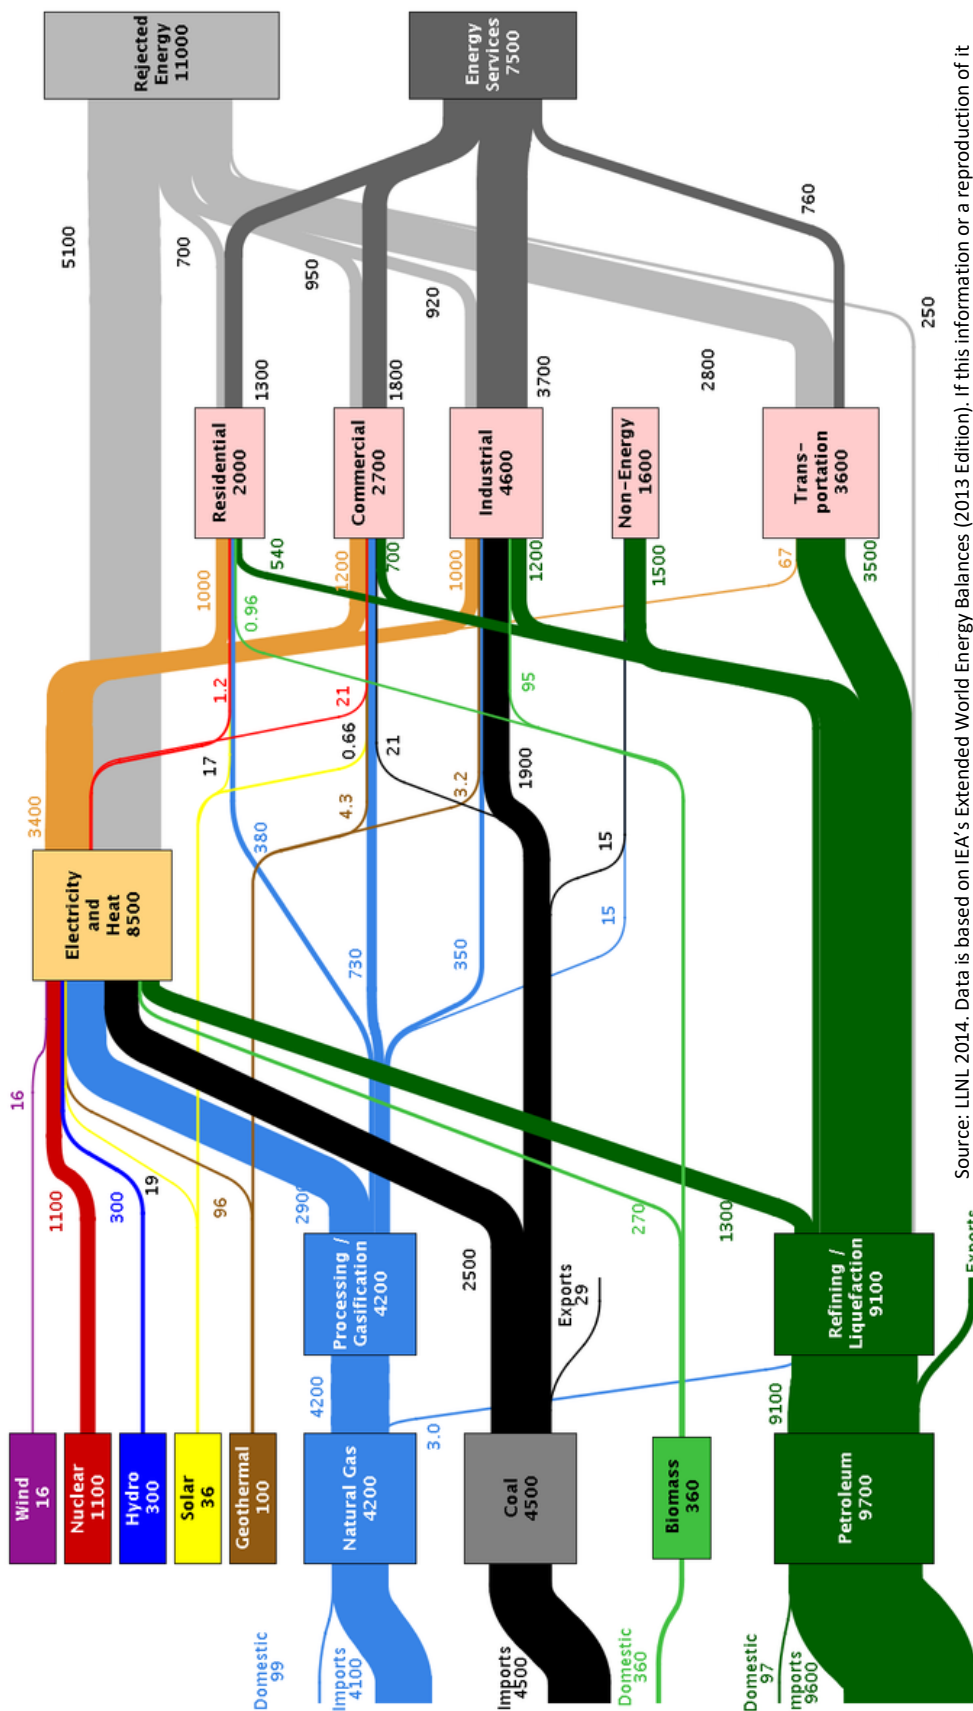 Rejected
Energy
11000
Energy
Services
7500
5100
700
950
920
760
250
2800
1300
1800
3700
Residential
2000
Commercial
2700
Industrial
4600
Non-Energy
1600
Trans-
portation
3600
1000
540
1200
700
1000
1200
1500
67
3500
0.96
1.2
21
95
17
0.66
21
3.2
1900
4.3
380
3400
15
15
730
350
Electricity
and
Heat
8500
16
1100
300
19
96
2900
2500
270
1300
Processing /
Gasification
4200
Exports
29
Refining /
Liquefaction
9100
Exports
4200
3.0
9100
Wind
16
Nuclear
1100
Hydro
300
Solar
36
Geothermal
100
Natural Gas
4200
Coal
4500
Biomass
360
Petroleum
9700
Domestic
99
Imports
4100
Imports
4500
Domestic
360
Domestic
97
mports
9600
Source: LLNL 2014. Data is based on IEA's Extended World Energy Balances (2013 Edition). If this information or a reproduction of it